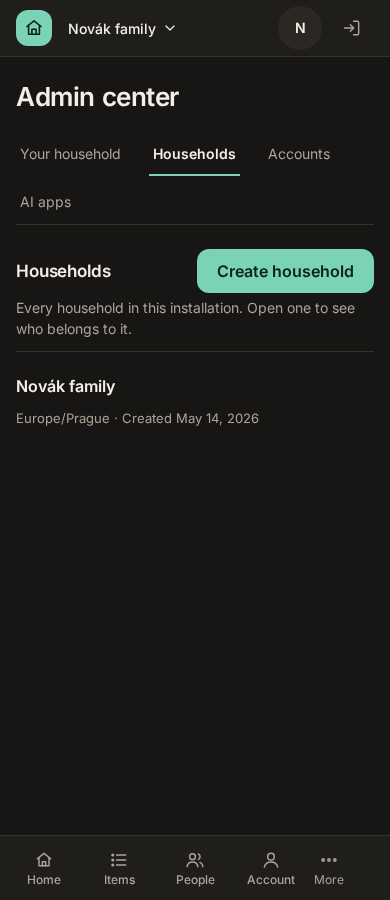 Novák family
N
Admin center
Your household
Households
Accounts
AI apps
Households
Create household
Every household in this installation. Open one to see
who belongs to it.
Novák family
Europe/Prague · Created May 14, 2026
Home
Items
People
Account
More